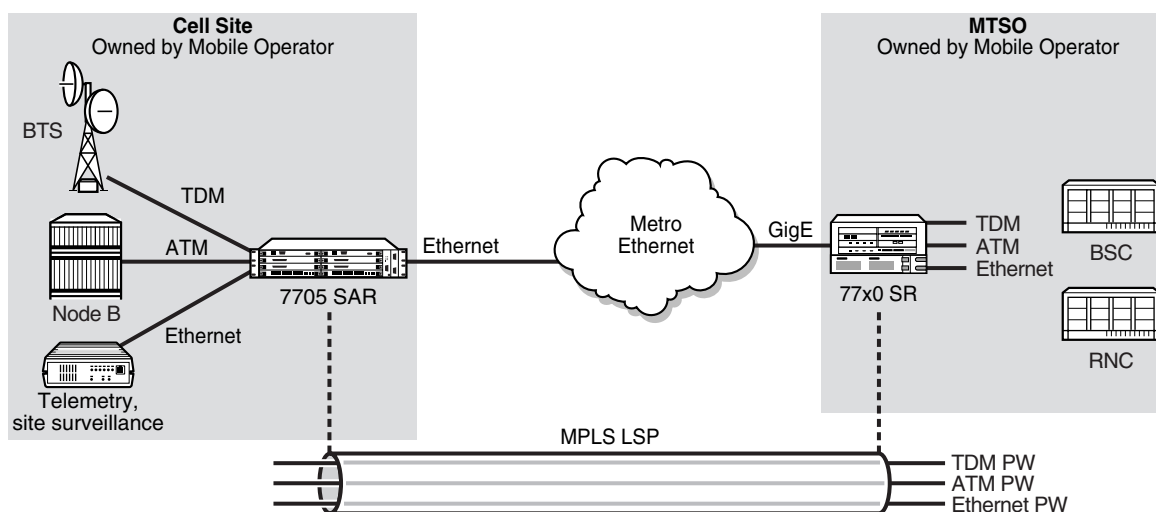 Cell Site
Owned by Mobile Operator
BTS
TDM
Node B
ATM
Ethernet
Telemetry,
site surveillance
7705 SAR
Ethernet
Metro
Ethernet
GigE
MTSO
Owned by Mobile Operator
77x0 SR
TDM
ATM
Ethernet
BSC
RNC
MPLS LSP
TDM PW
ATM PW
Ethernet PW